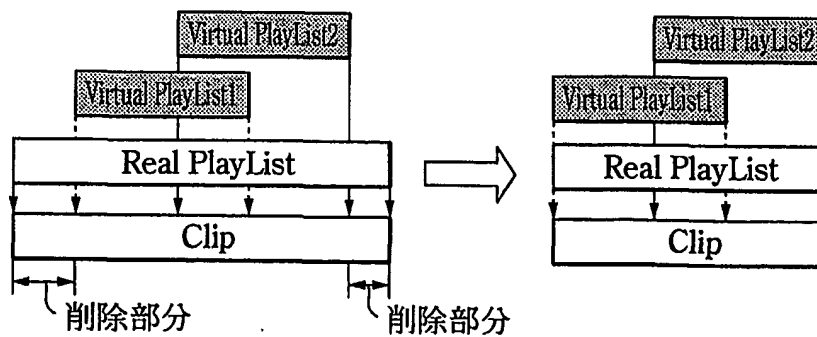 Virtual PlayList2
Virtual PlayList1
Real PlayList
Clip
削除部分
削除部分
Virtual PlayList2
Virtual PlayList1
Real PlayList
Clip